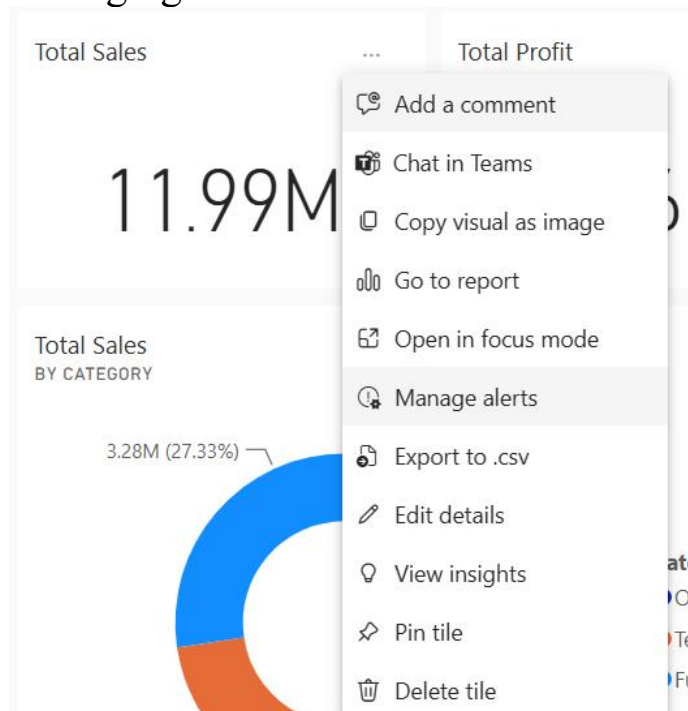 Total Sales
...
Total Profit
11.99M
Add a comment
Chat in Teams
Copy visual as image
Go to report
Open in focus mode
Manage alerts
Export to .csv
Edit details
View insights
Pin tile
Delete tile
Total Sales
BY CATEGORY
3.28M (27.33%)